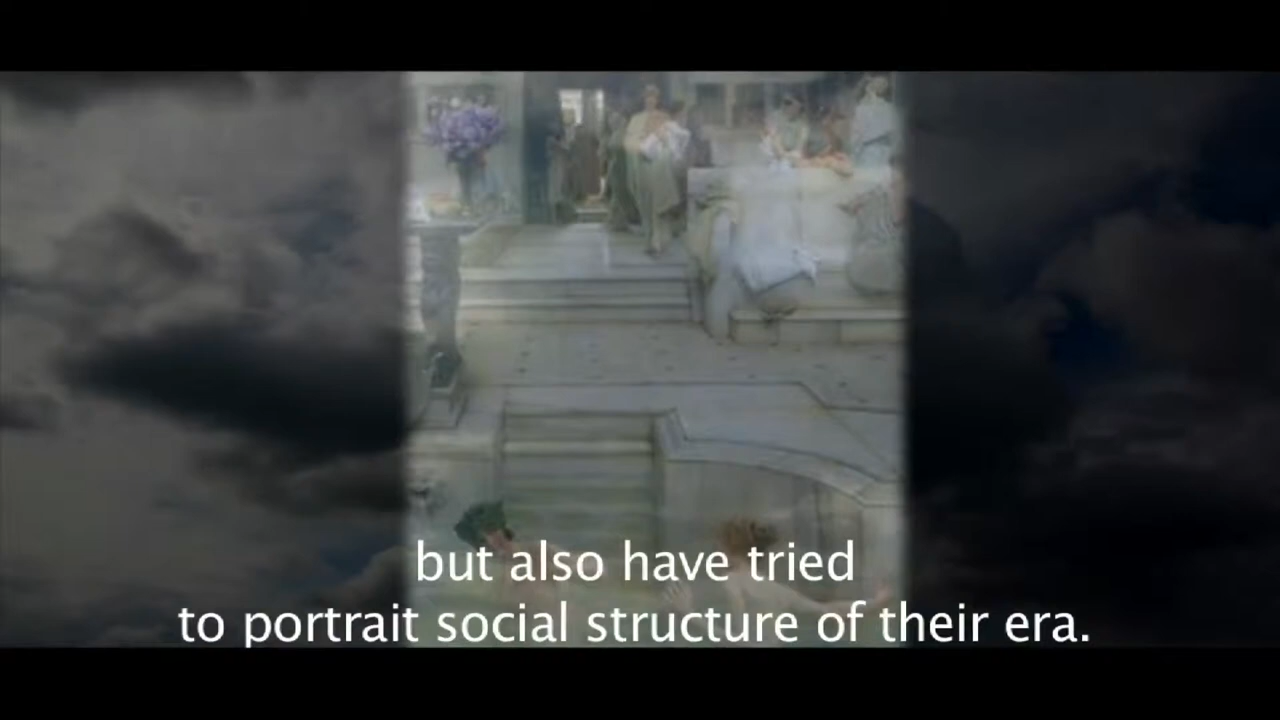 but also have tried
to portrait social structure of their era.